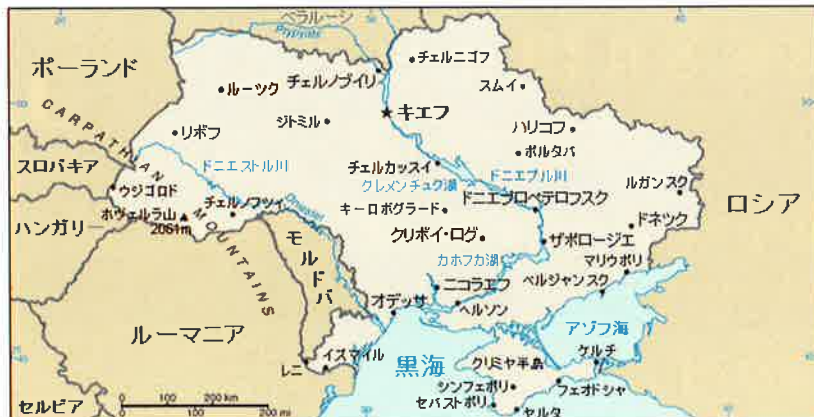 ベラルーシ
Pripyat'
ポーランド
チェルニゴフ
チェルノブイリ
スムイ
ルーツク
キエフ
ジトミル
ハリコフ
リボフ
ポルタバ
CARPATHIAN MOUNTAINS
スロバキア
ドニエストル川
チェルカッスイ
ドニエプル川
クレメンチュク湖
ルガンスク
ウジゴロド
チェルノフツィ
キーロボグラード
ドニエプロペテロフスク
ロシア
ハンガリー
ホヴェルラ山
2061m
ドネツク
クリボイ・ログ
ザポロージエ
モルドバ
カホフカ湖
マリウポリ
ニコラエフ
ベルジャンスク
オデッサ
ヘルソン
ルーマニア
アゾフ海
黒海
クリミヤ半島
ケルチ
レニ
イスマイル
シンフェポリ
フェオドシャ
セバストポリ
セルタ
セルビア
0 100 200 km
0 100 200 mi